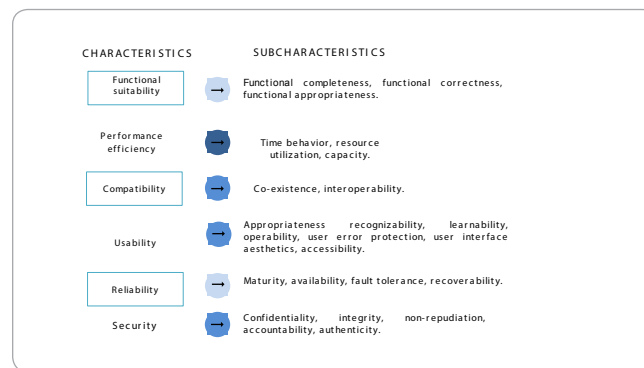 CHARACTERISTICS
SUBCHARACTERISTICS
Functional
suitability
→
Functional completeness, functional correctness,
functional appropriateness.
Performance
efficiency
→
Time behavior, resource
utilization, capacity.
Compatibility
→
Co-existence, interoperability.
Usability
→
Appropriateness recognizability, learnability,
operability, user error protection, user interface
aesthetics, accessibility.
Reliability
→
Maturity, availability, fault tolerance, recoverability.
Security
→
Confidentiality, integrity, non-repudiation,
accountability, authenticity.